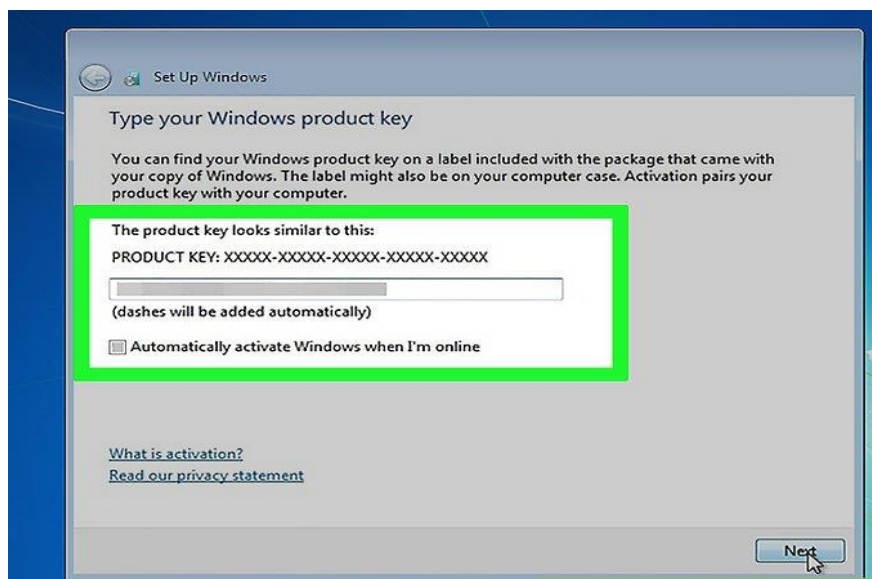 Set Up Windows
Type your Windows product key
You can find your Windows product key on a label included with the package that came with
your copy of Windows. The label might also be on your computer case. Activation pairs your
product key with your computer.
The product key looks similar to this:
PRODUCT KEY: XXXXX-XXXXX-XXXXX-XXXXX-XXXXX
(dashes will be added automatically)
Automatically activate Windows when I'm online
What is activation?
Read our privacy statement
Next